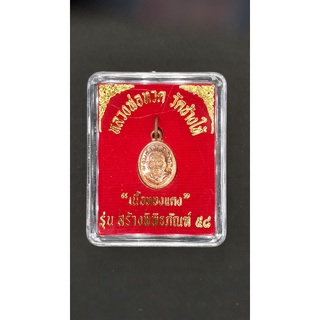 หลวงพ่อทวด วัดช้างให้
"เนื้อทองแดง"
รุ่น สร้างพิพิธภัณฑ์ ๕๘